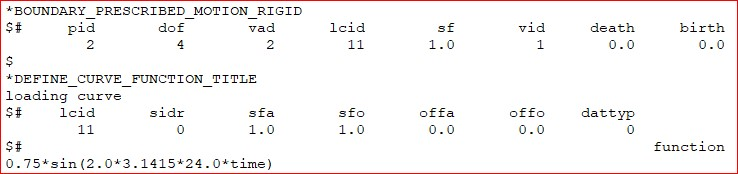 *BOUNDARY_PRESCRIBED_MOTION_RIGID
$# pid dof vad lcid sf vid death birth
2 4 2 11 1.0 1 0.0 0.0
$
*DEFINE_CURVE_FUNCTION_TITLE
loading curve
$# lcid sidr sfa sfo offa offo dattyp
11 0 1.0 1.0 0.0 0.0 0
$# function
0.75*sin(2.0*3.1415*24.0*time)